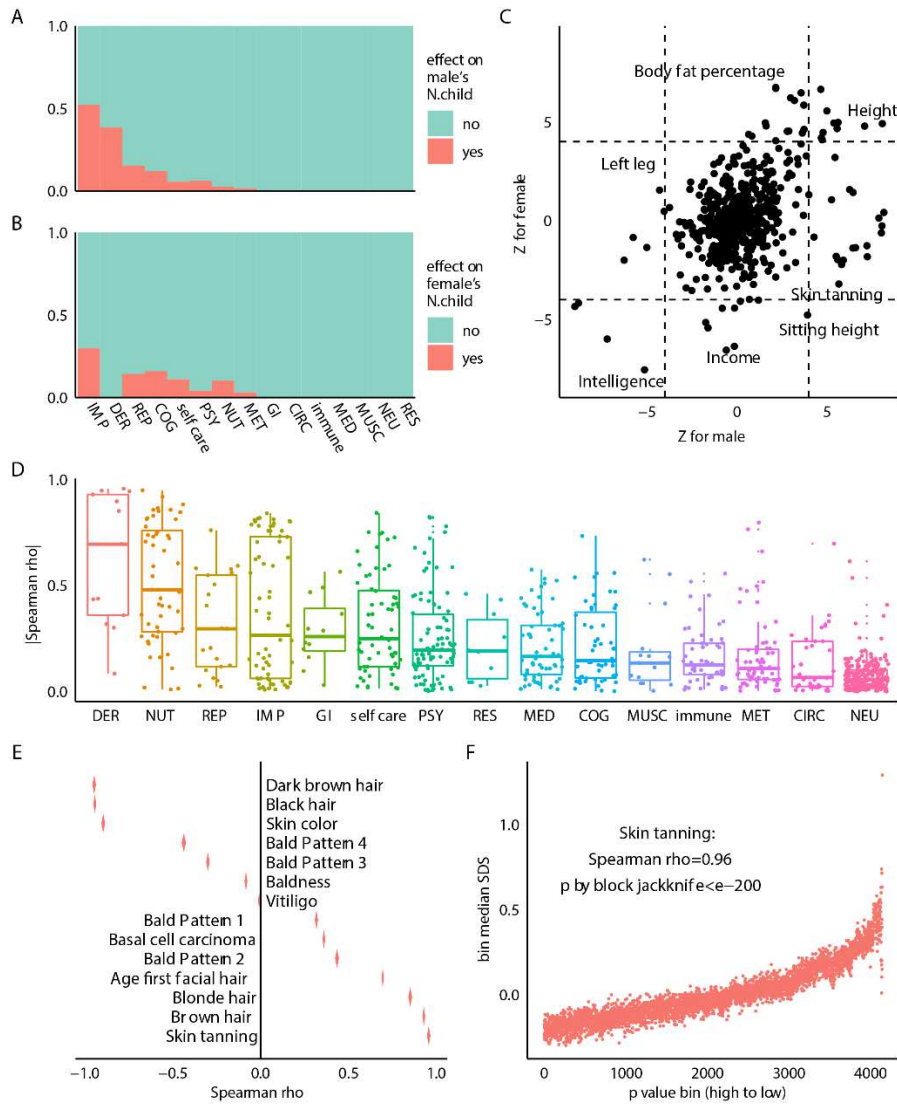 A
1.0
0.5
0.0
effect on
male's
N.child
no
yes
B
1.0
0.5
0.0
effect on
female's
N.child
no
yes
IMP
DER
REP
COG
self care
PSY
NUT
MET
GI
CIRC
immune
MED
MUSC
NEU
RES
C
Z for female
5
0
−5
Body fat percentage
Height
Left leg
Skin tanning
Sitting height
Income
Intelligence
−5 0 5
Z for male
D
|Spearman rho|
1.0
0.5
0.0
DER NUT REP IMP GI self care PSY RES MED COG MUSC immune MET CIRC NEU
E
Dark brown hair
Black hair
Skin color
Bald Pattern 4
Bald Pattern 3
Baldness
Vitiligo
Bald Pattern 1
Basal cell carcinoma
Bald Pattern 2
Age first facial hair
Blonde hair
Brown hair
Skin tanning
−1.0 −0.5 0.0 0.5 1.0
Spearman rho
F
bin median SDS
1.0
0.5
0.0
Skin tanning:
Spearman rho=0.96
p by block jackknife<e−200
0 1000 2000 3000 4000
p value bin (high to low)